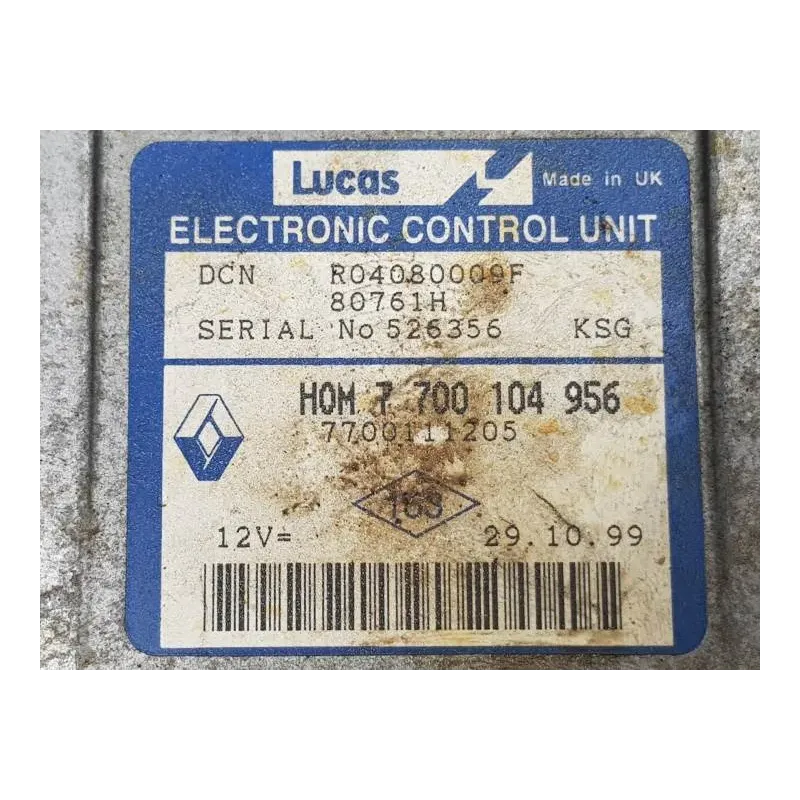 Lucas Made in UK
ELECTRONIC CONTROL UNIT
DCN R04080009F
80761H
SERIAL No 526356 KSG
HOM 7 700 104 956
7700111205
163
12V= 29.10.99